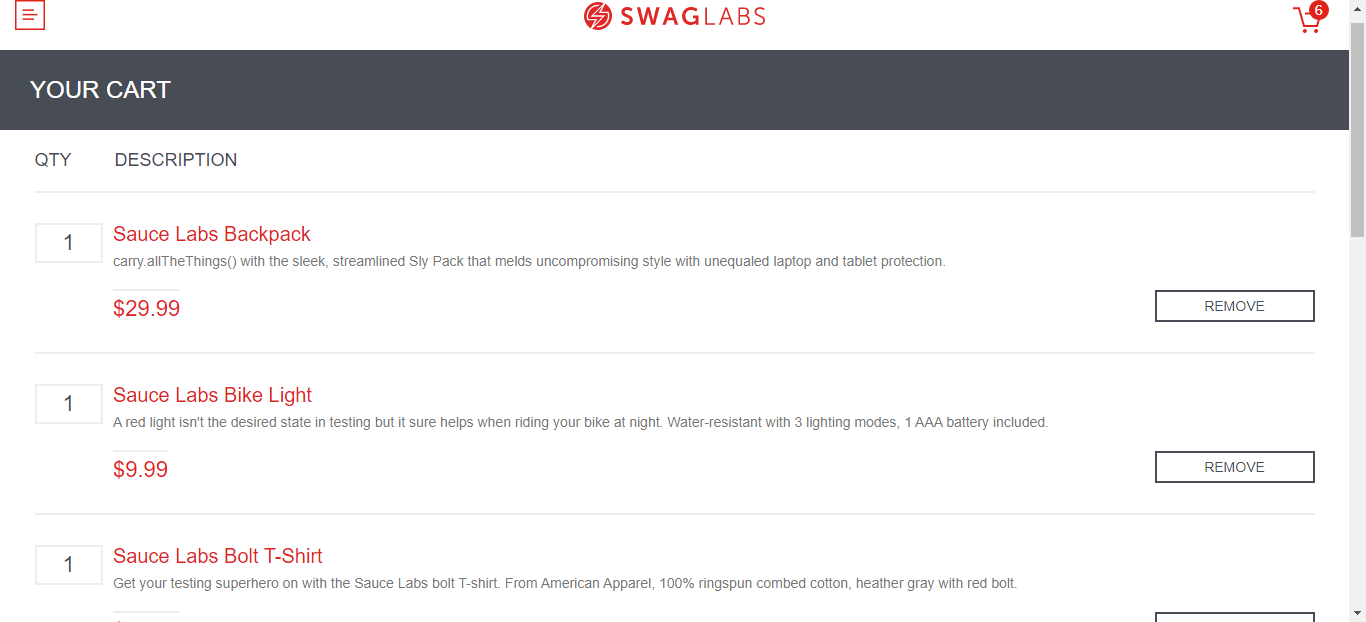 SWAGLABS
6
YOUR CART
QTY DESCRIPTION
1
Sauce Labs Backpack
carry.allTheThings() with the sleek, streamlined Sly Pack that melds uncompromising style with unequaled laptop and tablet protection.
$29.99
REMOVE
1
Sauce Labs Bike Light
A red light isn't the desired state in testing but it sure helps when riding your bike at night. Water-resistant with 3 lighting modes, 1 AAA battery included.
$9.99
REMOVE
1
Sauce Labs Bolt T-Shirt
Get your testing superhero on with the Sauce Labs bolt T-shirt. From American Apparel, 100% ringspun combed cotton, heather gray with red bolt.